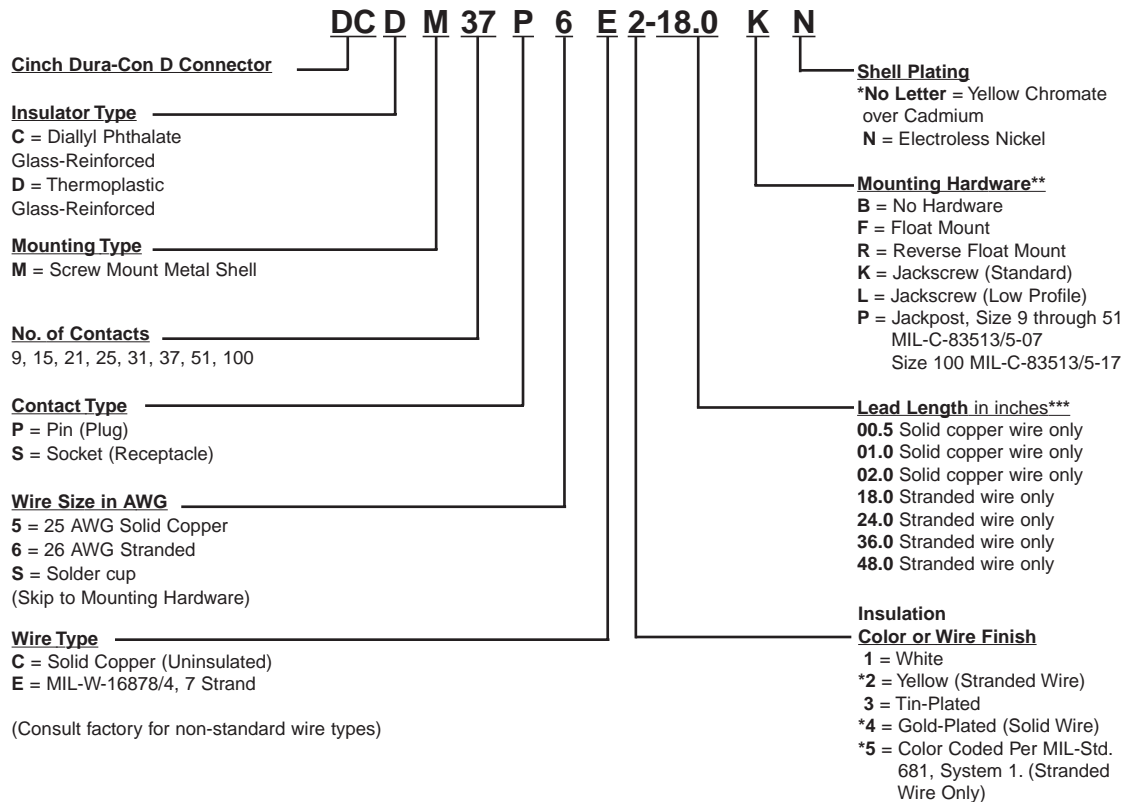 DC D M 37 P 6 E 2-18.0 K N
Cinch Dura-Con D Connector
Insulator Type
C = Diallyl Phthalate
Glass-Reinforced
D = Thermoplastic
Glass-Reinforced
Mounting Type
M = Screw Mount Metal Shell
No. of Contacts
9, 15, 21, 25, 31, 37, 51, 100
Contact Type
P = Pin (Plug)
S = Socket (Receptacle)
Wire Size in AWG
5 = 25 AWG Solid Copper
6 = 26 AWG Stranded
S = Solder cup
(Skip to Mounting Hardware)
Wire Type
C = Solid Copper (Uninsulated)
E = MIL-W-16878/4, 7 Strand
(Consult factory for non-standard wire types)
Shell Plating
*No Letter = Yellow Chromate
over Cadmium
N = Electroless Nickel
Mounting Hardware**
B = No Hardware
F = Float Mount
R = Reverse Float Mount
K = Jackscrew (Standard)
L = Jackscrew (Low Profile)
P = Jackpost, Size 9 through 51
MIL-C-83513/5-07
Size 100 MIL-C-83513/5-17
Lead Length in inches***
00.5 Solid copper wire only
01.0 Solid copper wire only
02.0 Solid copper wire only
18.0 Stranded wire only
24.0 Stranded wire only
36.0 Stranded wire only
48.0 Stranded wire only
Insulation
Color or Wire Finish
1 = White
*2 = Yellow (Stranded Wire)
3 = Tin-Plated
*4 = Gold-Plated (Solid Wire)
*5 = Color Coded Per MIL-Std.
681, System 1. (Stranded
Wire Only)